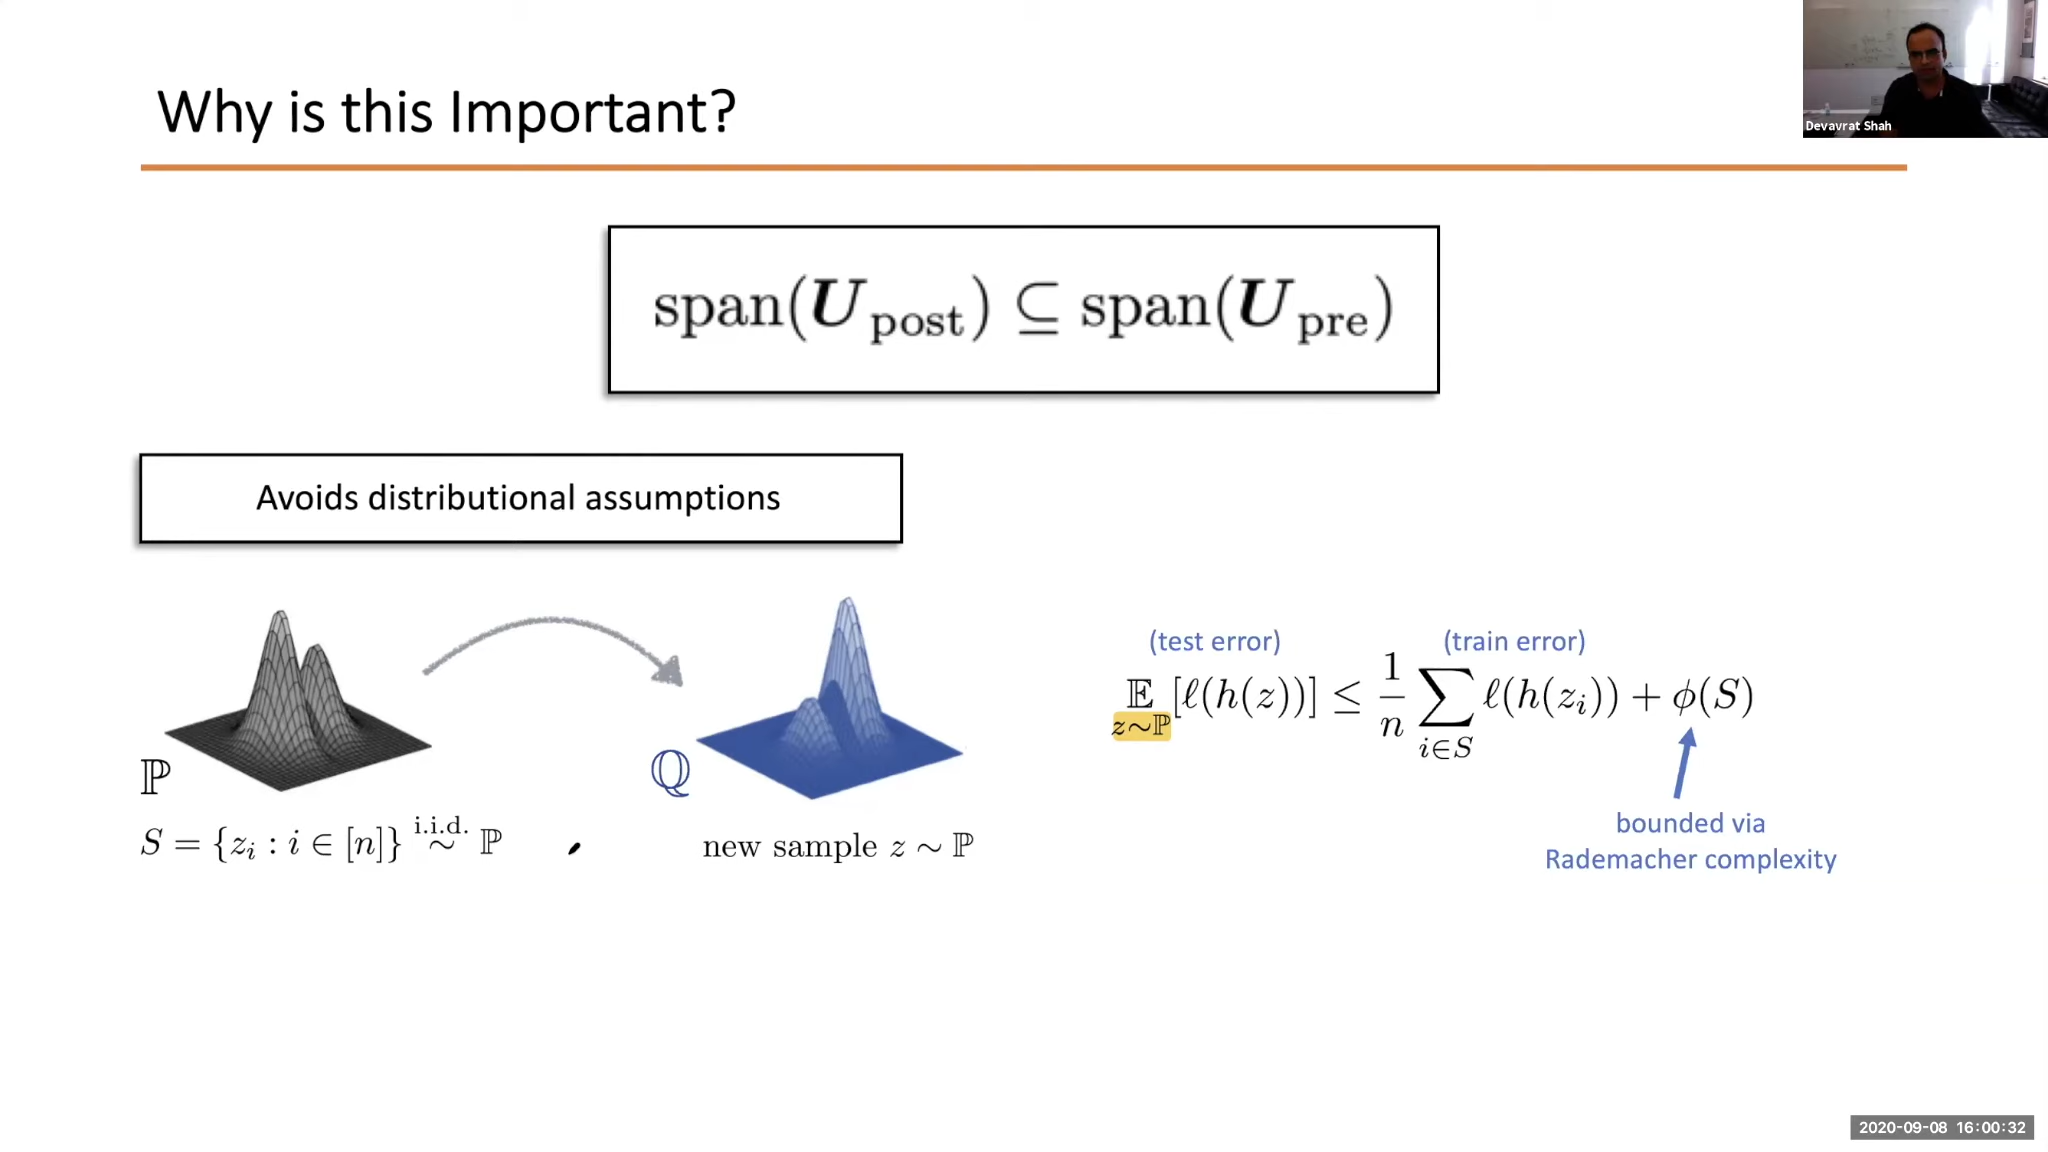 Why is this Important?
Devavrat Shah
span(U_post) ⊆ span(U_pre)
Avoids distributional assumptions
ℙ
S = {z_i : i ∈ [n]} i.i.d. ∼ ℙ
ℚ
new sample z ∼ ℙ
(test error) (train error)
𝔼_{z∼ℙ} [ℓ(h(z))] ≤ 1/n ∑_{i∈S} ℓ(h(z_i)) + ϕ(S)
bounded via
Rademacher complexity
2020-09-08 16:00:32